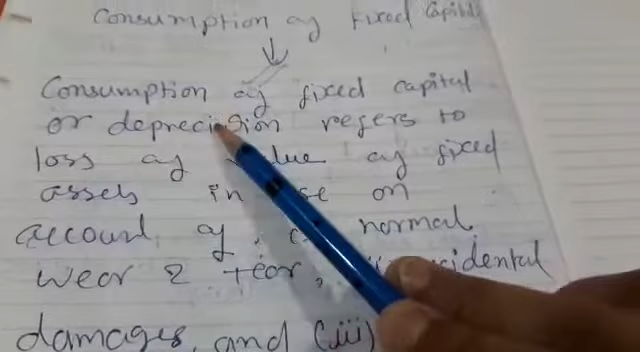 Consumption of Fixed Capital
Consumption of fixed capital
or depreciation refers to
loss of value of fixed
assets in use on
account of, normal
wear & tear,
damages, and (iii)